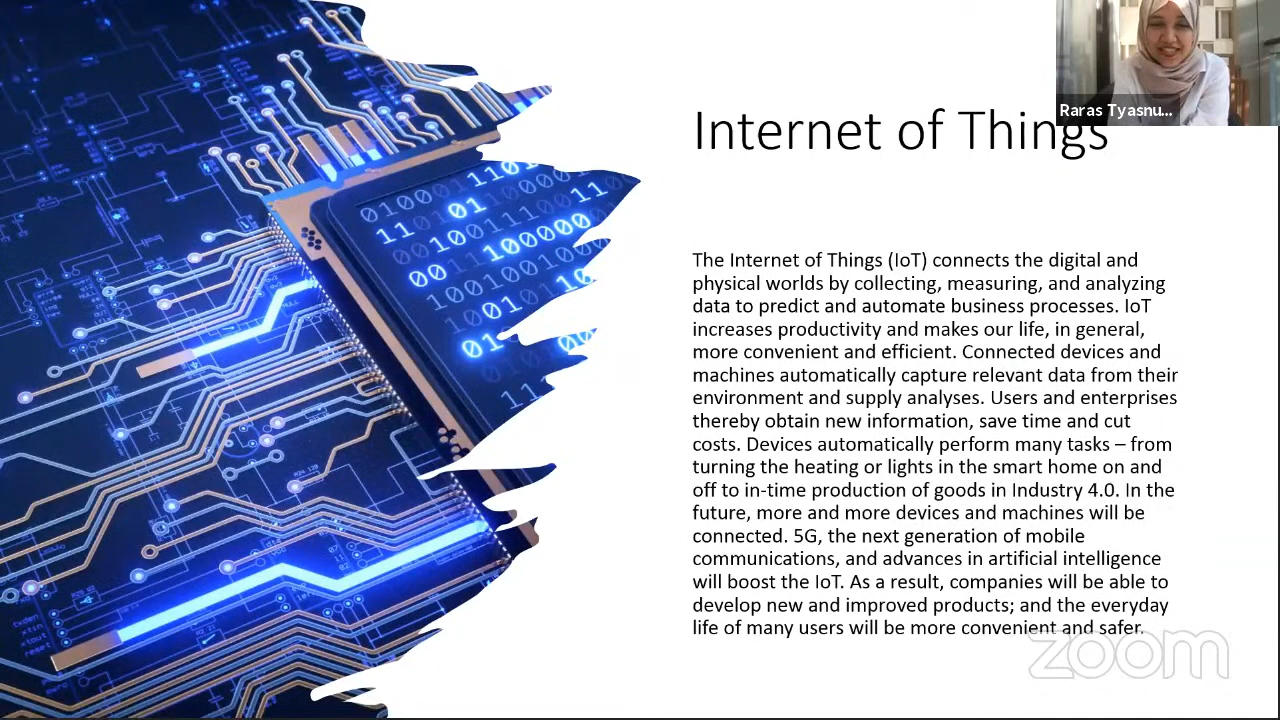 Raras Tyasnu...
Internet of Things
The Internet of Things (IoT) connects the digital and
physical worlds by collecting, measuring, and analyzing
data to predict and automate business processes. IoT
increases productivity and makes our life, in general,
more convenient and efficient. Connected devices and
machines automatically capture relevant data from their
environment and supply analyses. Users and enterprises
thereby obtain new information, save time and cut
costs. Devices automatically perform many tasks – from
turning the heating or lights in the smart home on and
off to in-time production of goods in Industry 4.0. In the
future, more and more devices and machines will be
connected. 5G, the next generation of mobile
communications, and advances in artificial intelligence
will boost the IoT. As a result, companies will be able to
develop new and improved products; and the everyday
life of many users will be more convenient and safer.
zoom